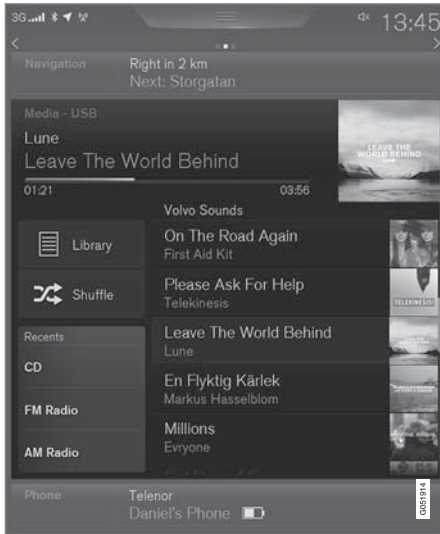 3G 13:45
Navigation Right in 2 km
Next: Storgatan
Media - USB
Lune
Leave The World Behind
LEAVE THE
WORLD BEHIND
01:21 03:56
Volvo Sounds
Library
Shuffle
On The Road Again
First Aid Kit
Please Ask For Help
Telekinesis
TELEKINESIS!
Leave The World Behind
Lune
En Flyktig Kärlek
Markus Hasselblom
Millions
Evryone
Recents
CD
FM Radio
AM Radio
Phone Telenor
Daniel's Phone
G051914